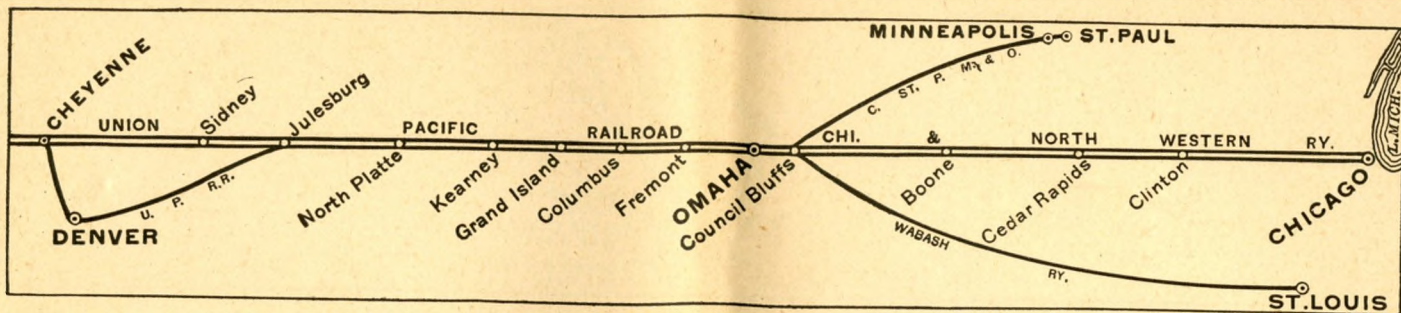 MINNEAPOLIS ST. PAUL
C. ST. P. M. & O.
CHEYENNE
UNION PACIFIC RAILROAD
CHI. & NORTH WESTERN RY.
L. MICH.
Sidney
Julesburg
U. P. R.R.
DENVER
North Platte
Kearney
Grand Island
Columbus
Fremont
OMAHA
Council Bluffs
Boone
Cedar Rapids
Clinton
CHICAGO
WABASH RY.
ST. LOUIS